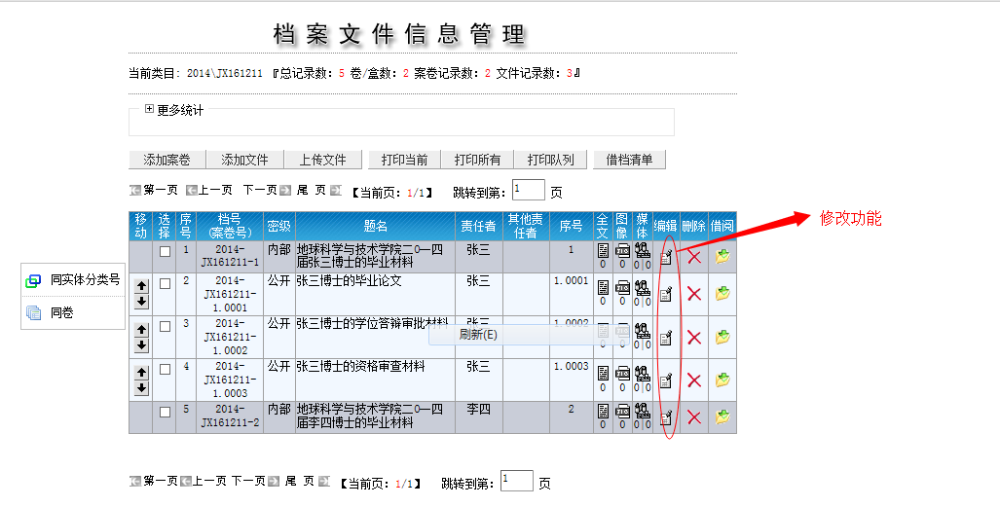 档案文件信息管理
当前类目: 2014\JX161211 『总记录数: 5 卷/盒数: 2 案卷记录数: 2 文件记录数: 3』
更多统计
添加案卷 添加文件 上传文件 打印当前 打印所有 打印队列 借档清单
第一页 上一页 下一页 尾 页 【当前页: 1/1】 跳转到第: 1 页
移动 选择 序号 档号(案卷号) 密级 题名 责任者 其他责任者 序号 全文 图像 媒体 编辑 删除 借阅
修改功能
1 2014-JX161211-1 内部 地球科学与技术学院二0一四届张三博士的毕业材料 张三 1 0 0 0|0
同实体分类号
2 2014-JX161211-1.0001 公开 张三博士的毕业论文 张三 1.0001 0 0 0|0
同卷
3 2014-JX161211-1.0002 公开 张三博士的学位答辩审批材料 张三 1.0002 0 0 0|0
刷新(E)
4 2014-JX161211-1.0003 公开 张三博士的资格审查材料 张三 1.0003 0 0 0|0
5 2014-JX161211-2 内部 地球科学与技术学院二0一四届李四博士的毕业材料 李四 2 0 0 0|0
第一页 上一页 下一页 尾 页 【当前页: 1/1】 跳转到第: 1 页